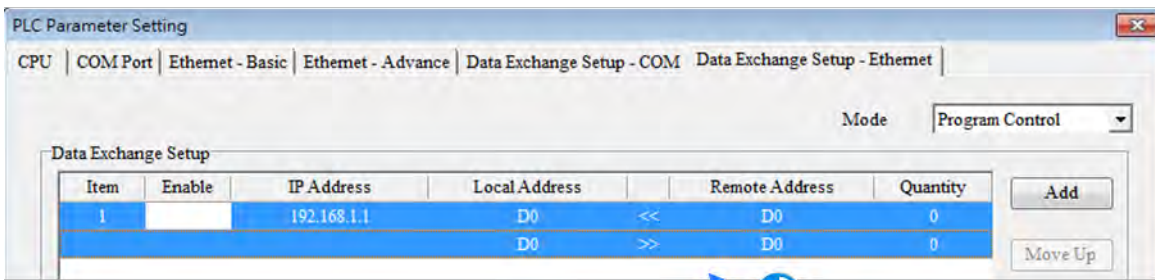 PLC Parameter Setting
CPU COM Port Ethernet - Basic Ethernet - Advance Data Exchange Setup - COM Data Exchange Setup - Ethernet
Mode Program Control
Data Exchange Setup
Item Enable IP Address Local Address Remote Address Quantity Add
1 192.168.1.1 D0 << D0 0
D0 >> D0 0
Move Up